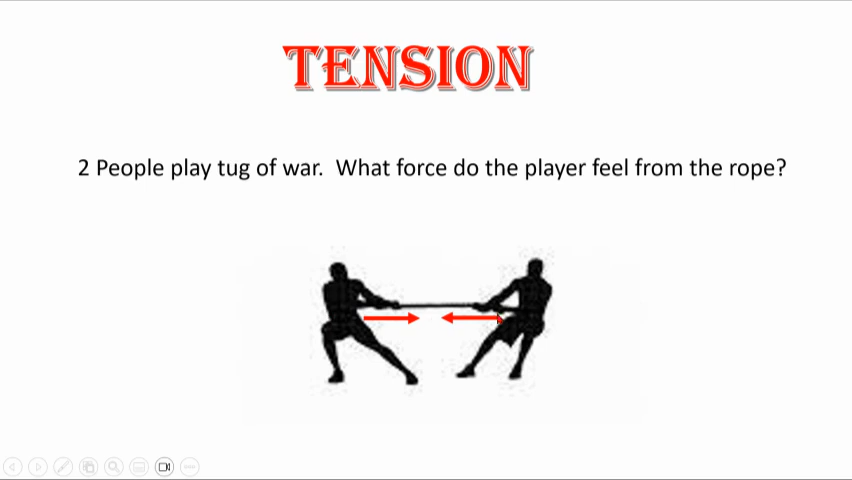 TENSION
2 People play tug of war.  What force do the player feel from the rope?